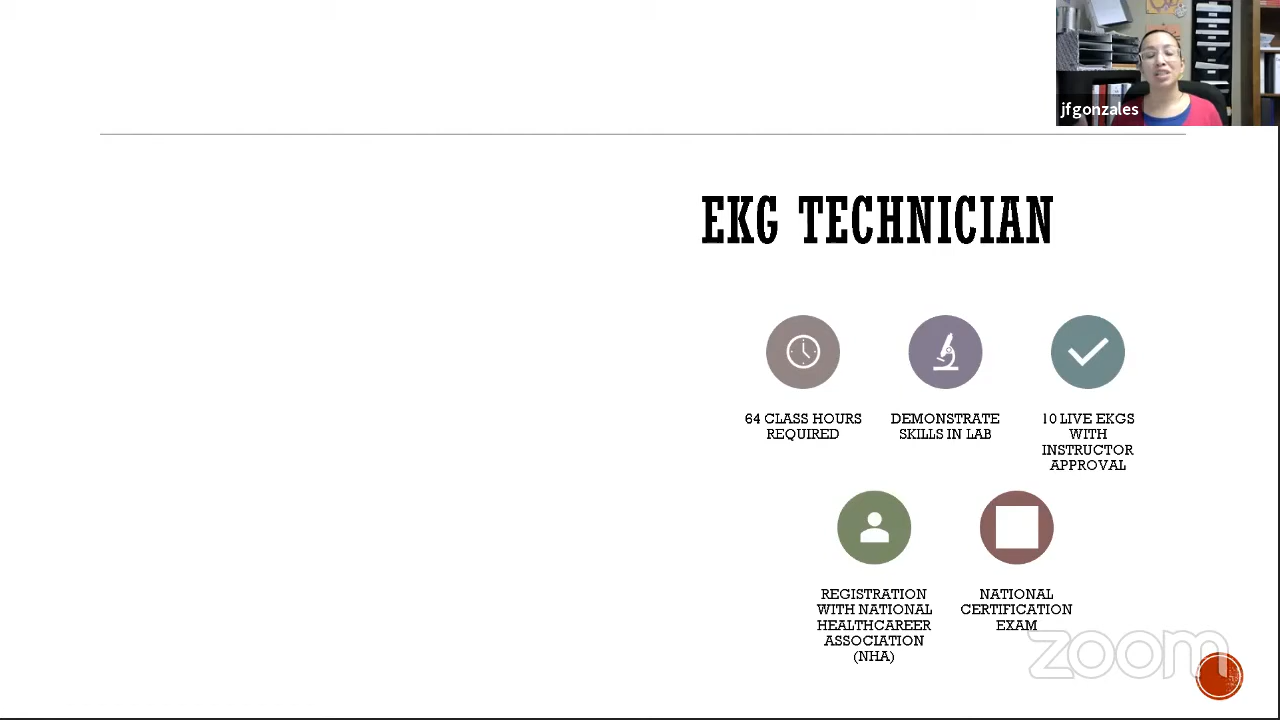 jfgonzales
EKG TECHNICIAN
64 CLASS HOURS
REQUIRED
DEMONSTRATE
SKILLS IN LAB
10 LIVE EKGS
WITH
INSTRUCTOR
APPROVAL
REGISTRATION
WITH NATIONAL
HEALTHCAREER
ASSOCIATION
(NHA)
NATIONAL
CERTIFICATION
EXAM
zoom